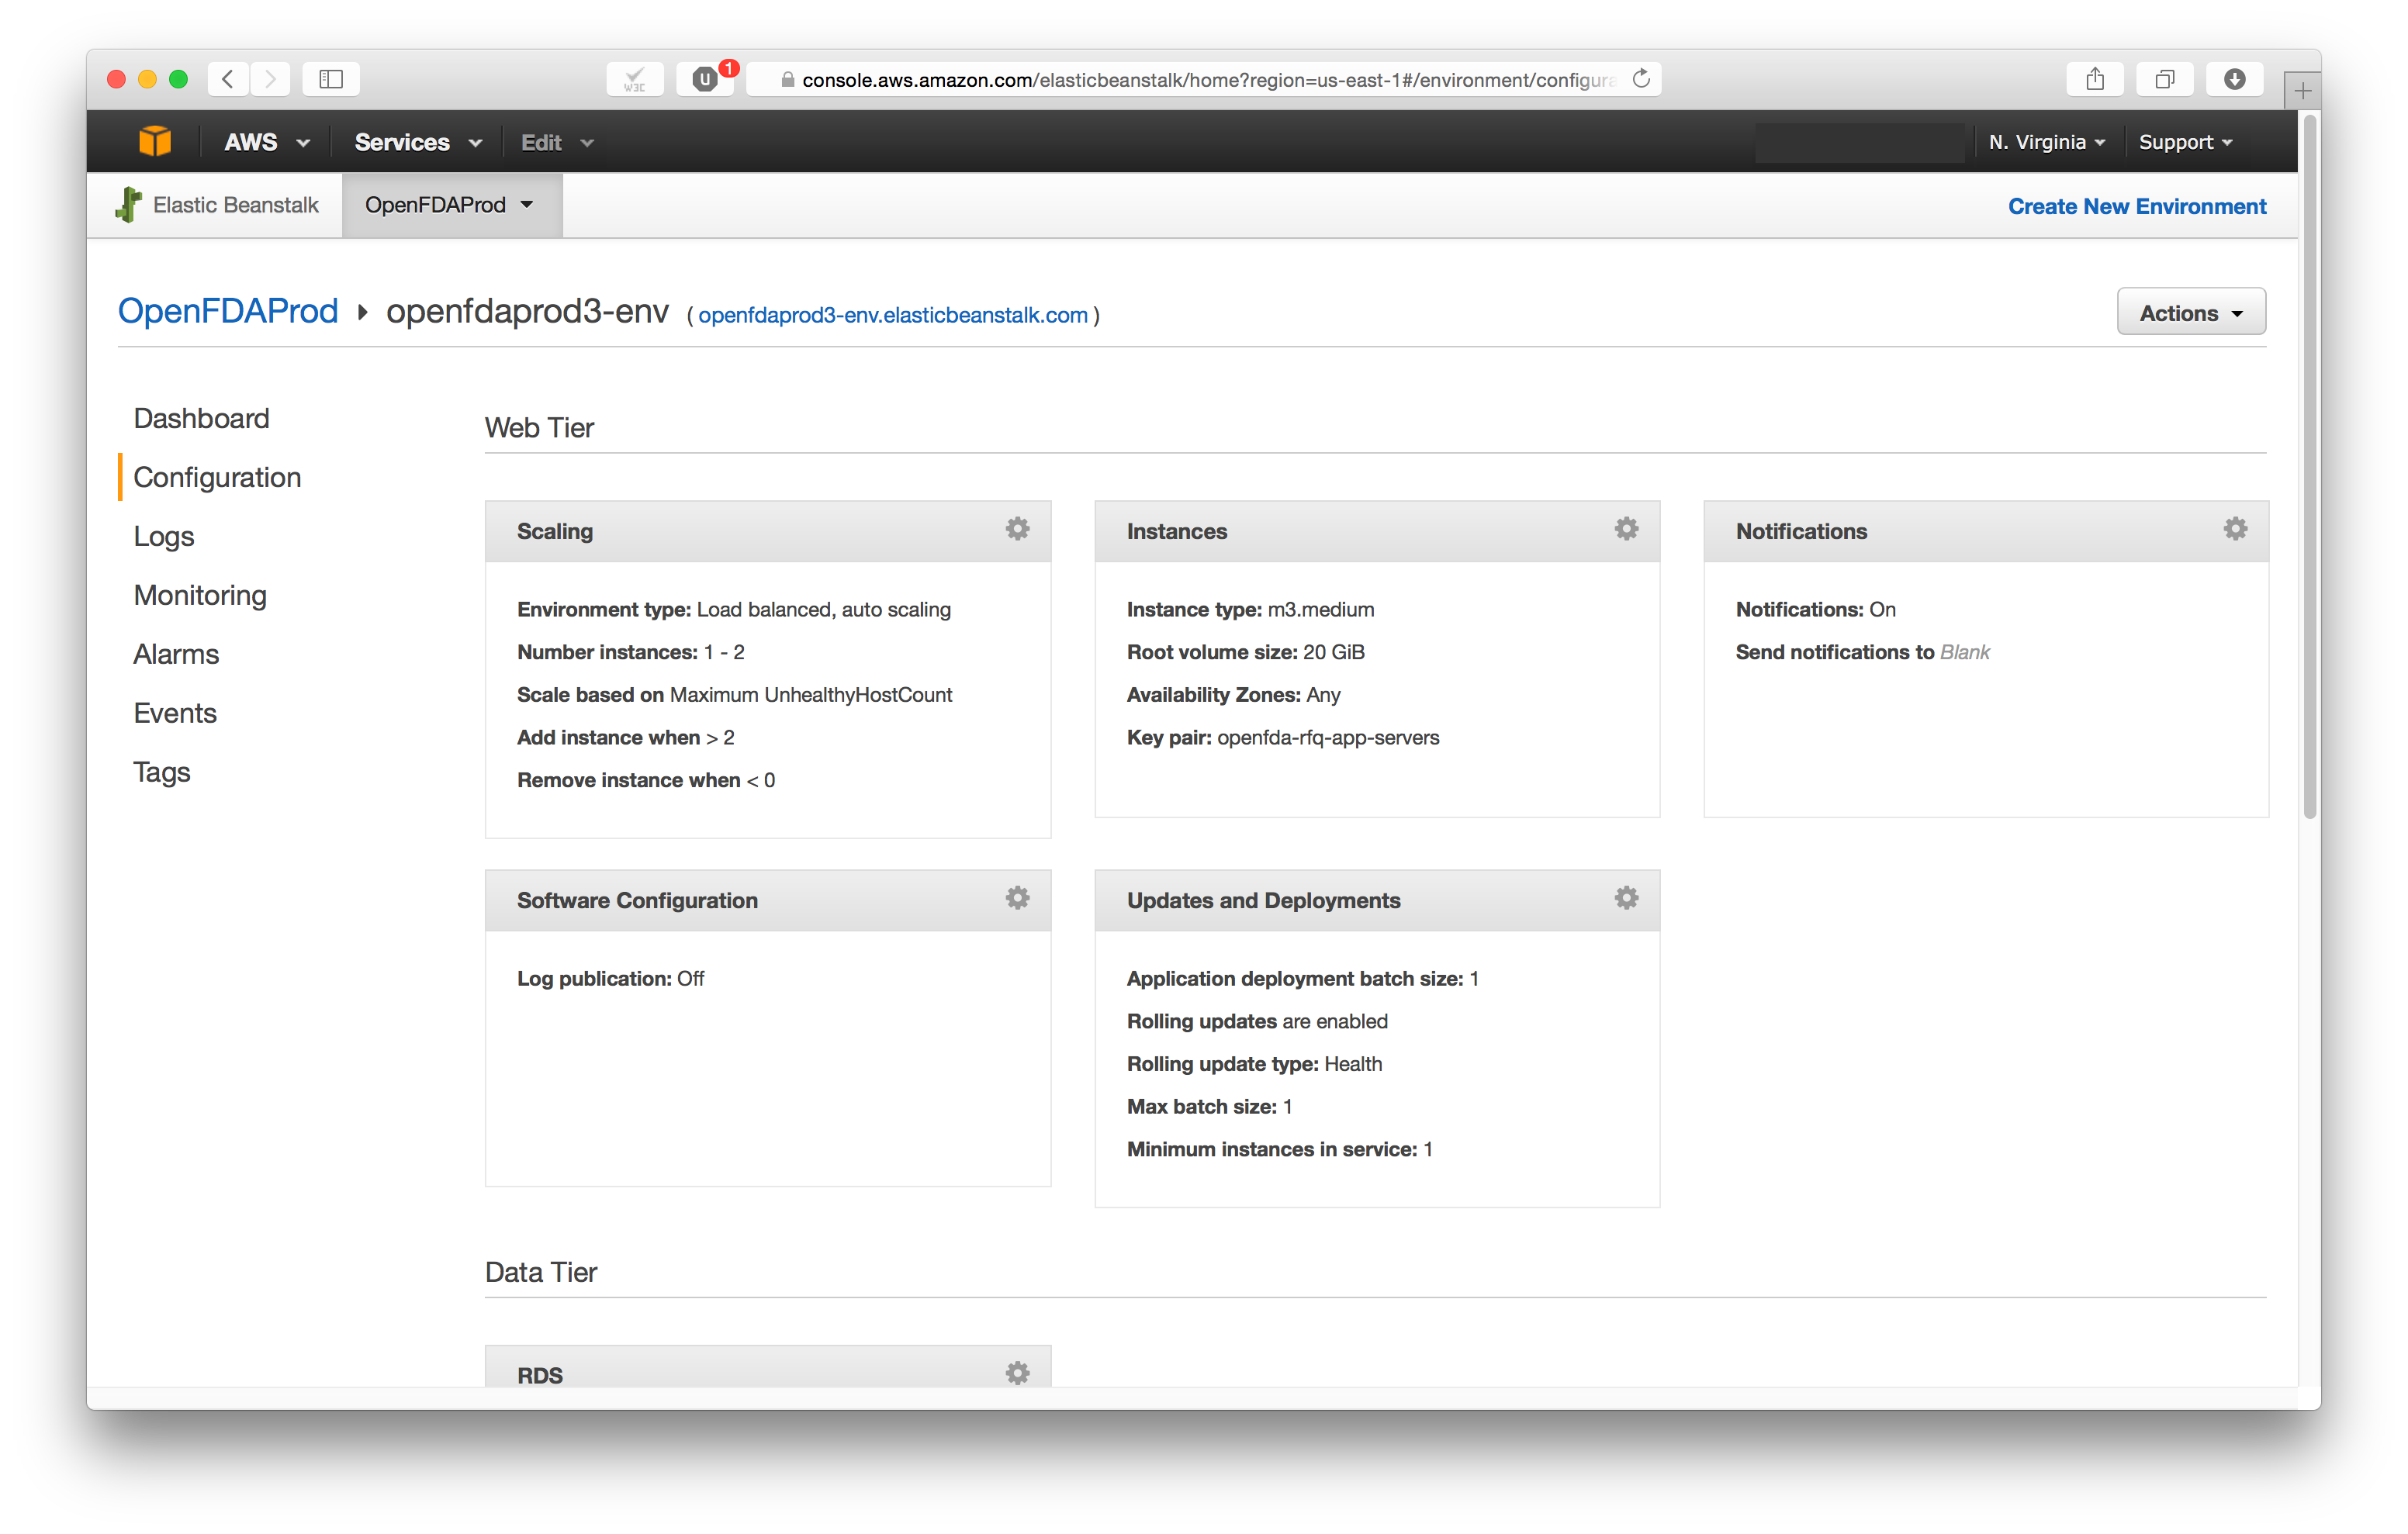 W3C
U
1
console.aws.amazon.com/elasticbeanstalk/home?region=us-east-1#/environment/configura
AWS Services Edit N. Virginia Support
Elastic Beanstalk OpenFDAProd Create New Environment
OpenFDAProd openfdaprod3-env ( openfdaprod3-env.elasticbeanstalk.com )
Actions
Dashboard
Configuration
Logs
Monitoring
Alarms
Events
Tags
Web Tier
Scaling
Environment type: Load balanced, auto scaling
Number instances: 1 - 2
Scale based on Maximum UnhealthyHostCount
Add instance when > 2
Remove instance when < 0
Instances
Instance type: m3.medium
Root volume size: 20 GiB
Availability Zones: Any
Key pair: openfda-rfq-app-servers
Notifications
Notifications: On
Send notifications to Blank
Software Configuration
Log publication: Off
Updates and Deployments
Application deployment batch size: 1
Rolling updates are enabled
Rolling update type: Health
Max batch size: 1
Minimum instances in service: 1
Data Tier
RDS